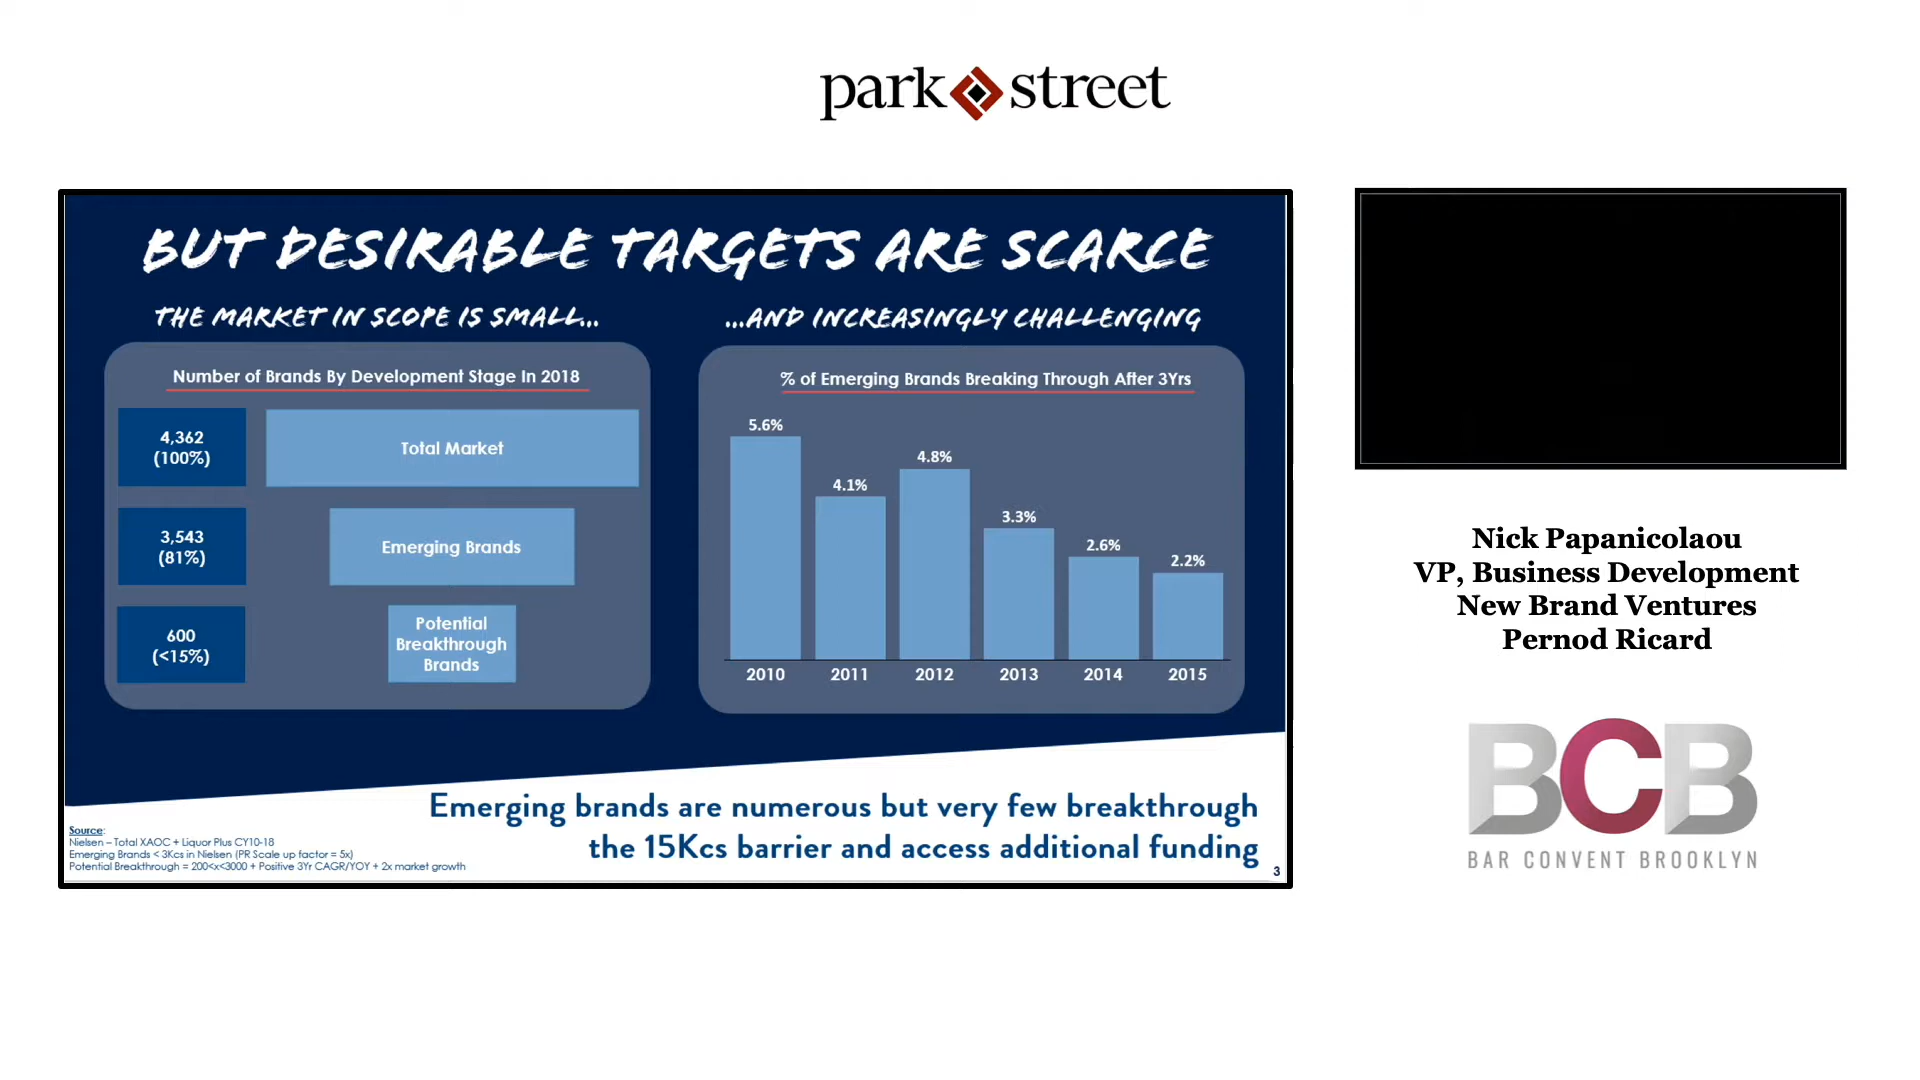 park street
BUT DESIRABLE TARGETS ARE SCARCE
THE MARKET IN SCOPE IS SMALL...
Number of Brands By Development Stage In 2018
4,362
(100%)
Total Market
3,543
(81%)
Emerging Brands
600
(<15%)
Potential
Breakthrough
Brands
...AND INCREASINGLY CHALLENGING
% of Emerging Brands Breaking Through After 3Yrs
5.6%
4.1%
4.8%
3.3%
2.6%
2.2%
2010 2011 2012 2013 2014 2015
Emerging brands are numerous but very few breakthrough
the 15Kcs barrier and access additional funding
Source:
Nielsen – Total XAOC + Liquor Plus CY10-18
Emerging Brands < 3Kcs in Nielsen (PR Scale up factor = 5x)
Potential Breakthrough = 200<x<3000 + Positive 3Yr CAGR/YOY + 2x market growth
3
Nick Papanicolaou
VP, Business Development
New Brand Ventures
Pernod Ricard
BCB
BAR CONVENT BROOKLYN